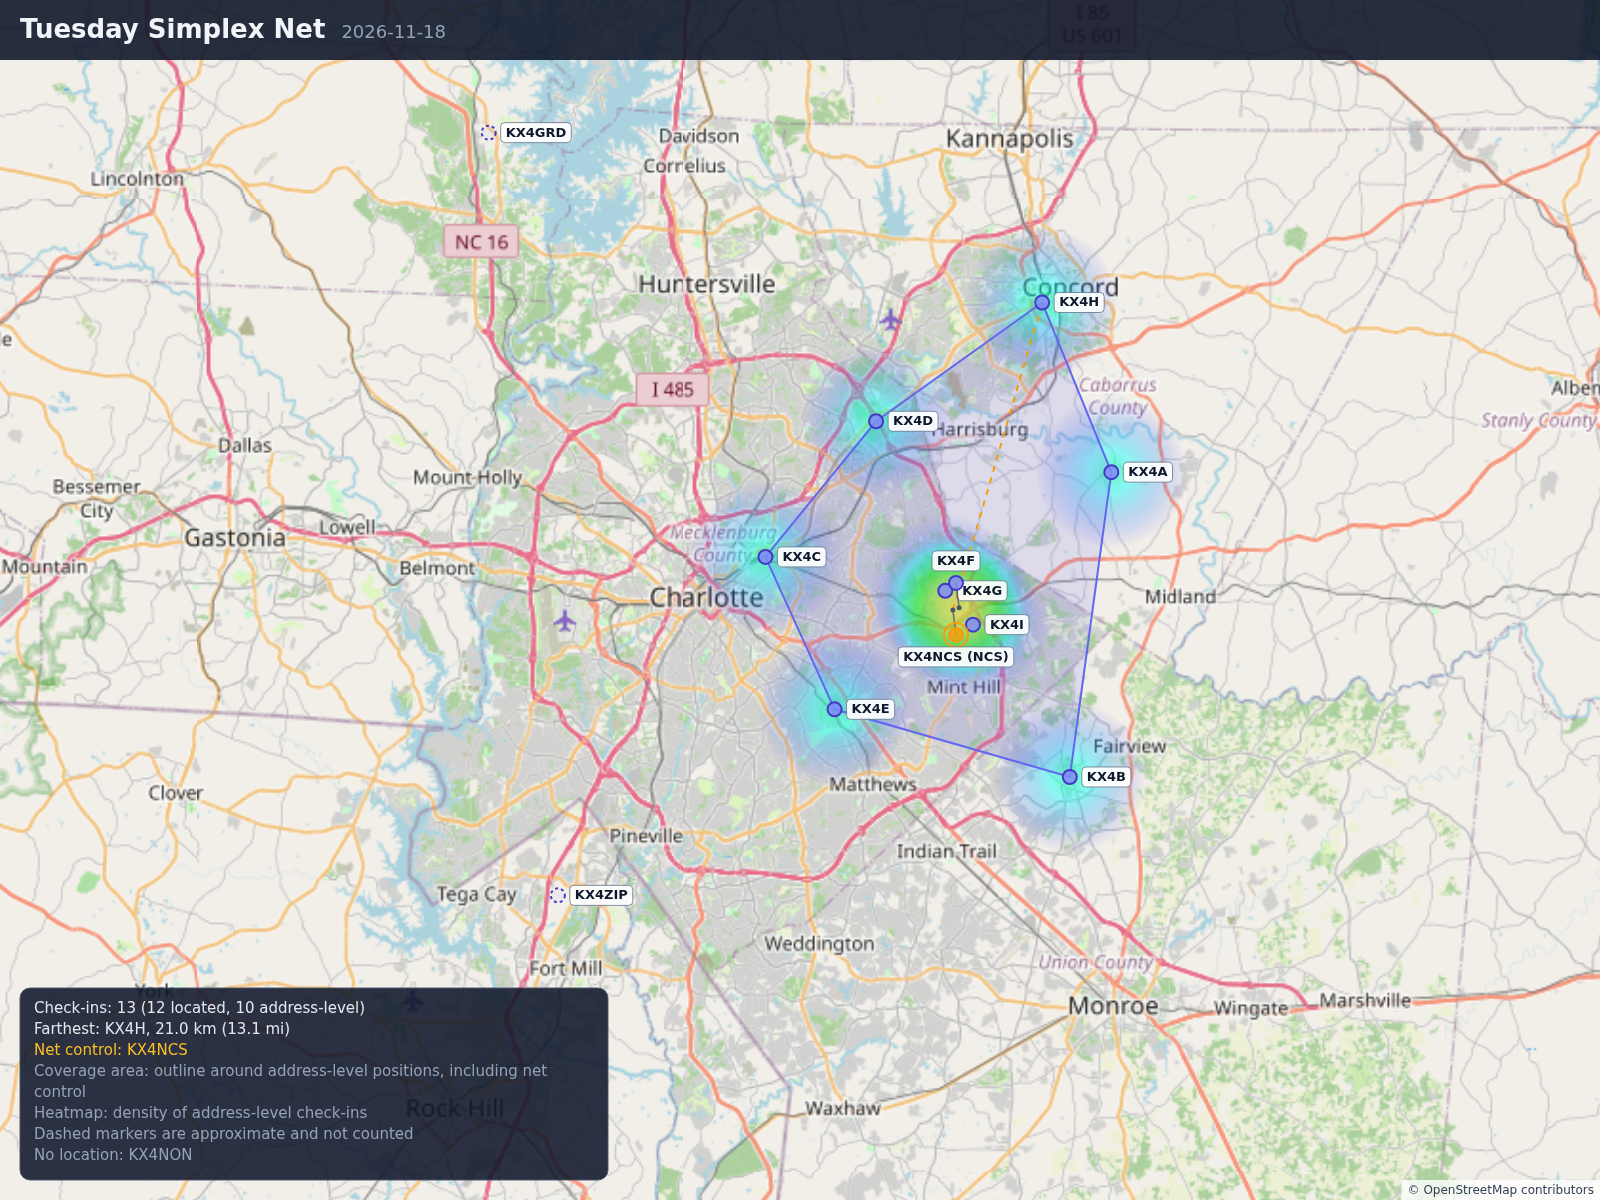 Tuesday Simplex Net 2026-11-18
I 85
US 601
KX4GRD
Davidson
Cornelius
Kannapolis
Lincolnton
NC 16
Huntersville
Concord
KX4H
I 485
Cabarrus
County
Alber
Stanly County
KX4D
Harrisburg
Dallas
Mount Holly
KX4A
Bessemer
City
Gastonia
Lowell
Mecklenburg
County
KX4C
Mountain
Belmont
Charlotte
KX4F
KX4G
Midland
KX4I
KX4NCS (NCS)
Mint Hill
KX4E
Fairview
KX4B
Matthews
Clover
Pineville
Indian Trail
Tega Cay
KX4ZIP
Weddington
Fort Mill
Union County
York
Monroe
Wingate
Marshville
Check-ins: 13 (12 located, 10 address-level)
Farthest: KX4H, 21.0 km (13.1 mi)
Net control: KX4NCS
Coverage area: outline around address-level positions, including net
control
Heatmap: density of address-level check-ins
Dashed markers are approximate and not counted
No location: KX4NON
Rock Hill
Waxhaw
© OpenStreetMap contributors